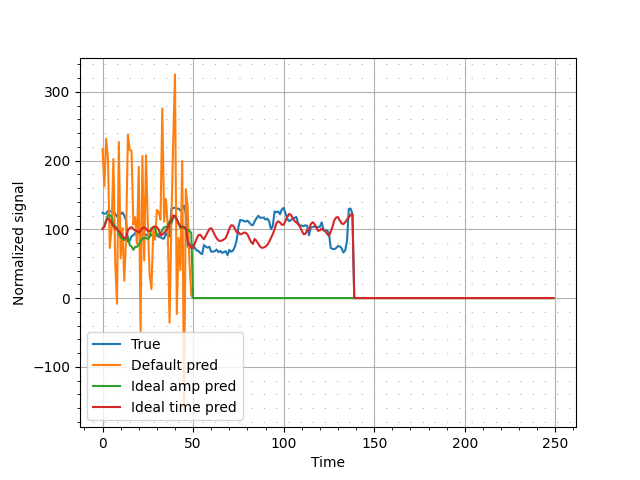 300
200
100
0
−100
Normalized signal
True
Default pred
Ideal amp pred
Ideal time pred
0
50
100
150
200
250
Time